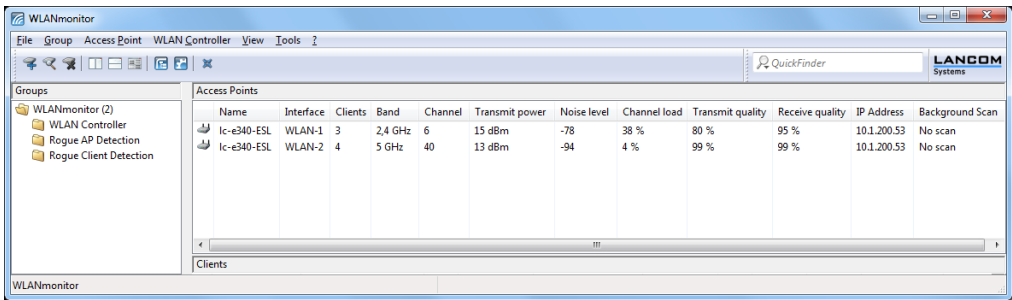 WLANmonitor
File Group Access Point WLAN Controller View Tools ?
QuickFinder
LANCOM
Systems
Groups
Access Points
WLANmonitor (2)
WLAN Controller
Rogue AP Detection
Rogue Client Detection
Name Interface Clients Band Channel Transmit power Noise level Channel load Transmit quality Receive quality IP Address Background Scan
lc-e340-ESL WLAN-1 3 2,4 GHz 6 15 dBm -78 38 % 80 % 95 % 10.1.200.53 No scan
lc-e340-ESL WLAN-2 4 5 GHz 40 13 dBm -94 4 % 99 % 99 % 10.1.200.53 No scan
Clients
WLANmonitor